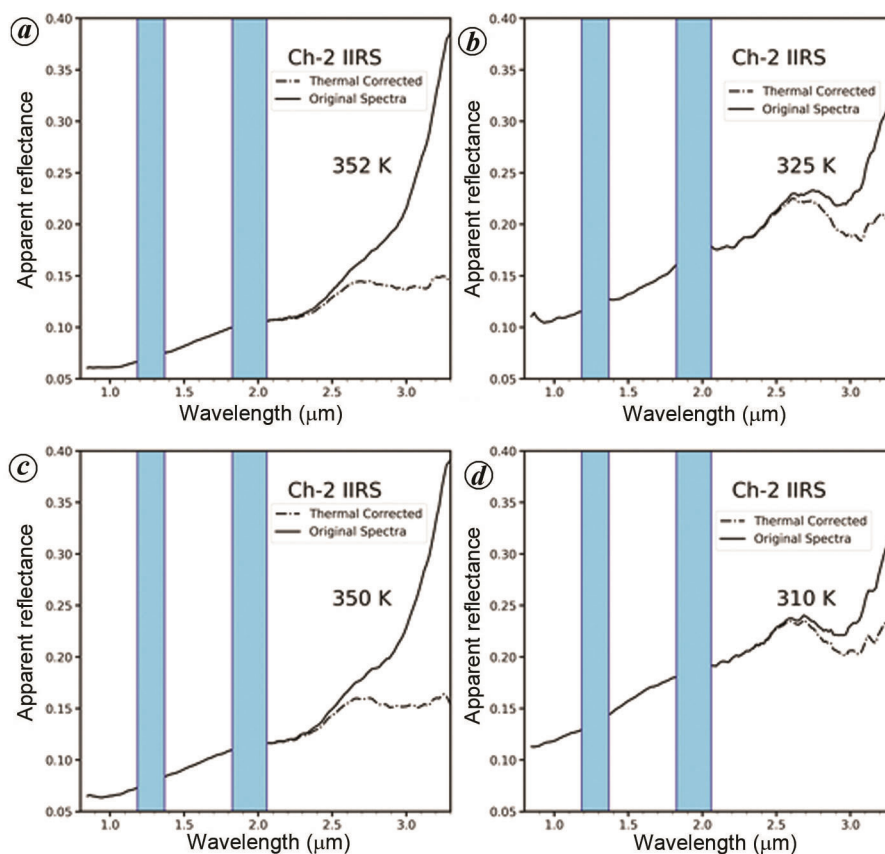 a
0.40
0.35
0.30
0.25
0.20
0.15
0.10
0.05
Apparent reflectance
Ch-2 IIRS
Thermal Corrected
Original Spectra
352 K
1.0 1.5 2.0 2.5 3.0
Wavelength (μm)
b
0.40
0.35
0.30
0.25
0.20
0.15
0.10
0.05
Apparent reflectance
Ch-2 IIRS
Thermal Corrected
Original Spectra
325 K
1.0 1.5 2.0 2.5 3.0
Wavelength (μm)
c
0.40
0.35
0.30
0.25
0.20
0.15
0.10
0.05
Apparent reflectance
Ch-2 IIRS
Thermal Corrected
Original Spectra
350 K
1.0 1.5 2.0 2.5 3.0
Wavelength (μm)
d
0.40
0.35
0.30
0.25
0.20
0.15
0.10
0.05
Apparent reflectance
Ch-2 IIRS
Thermal Corrected
Original Spectra
310 K
1.0 1.5 2.0 2.5 3.0
Wavelength (μm)